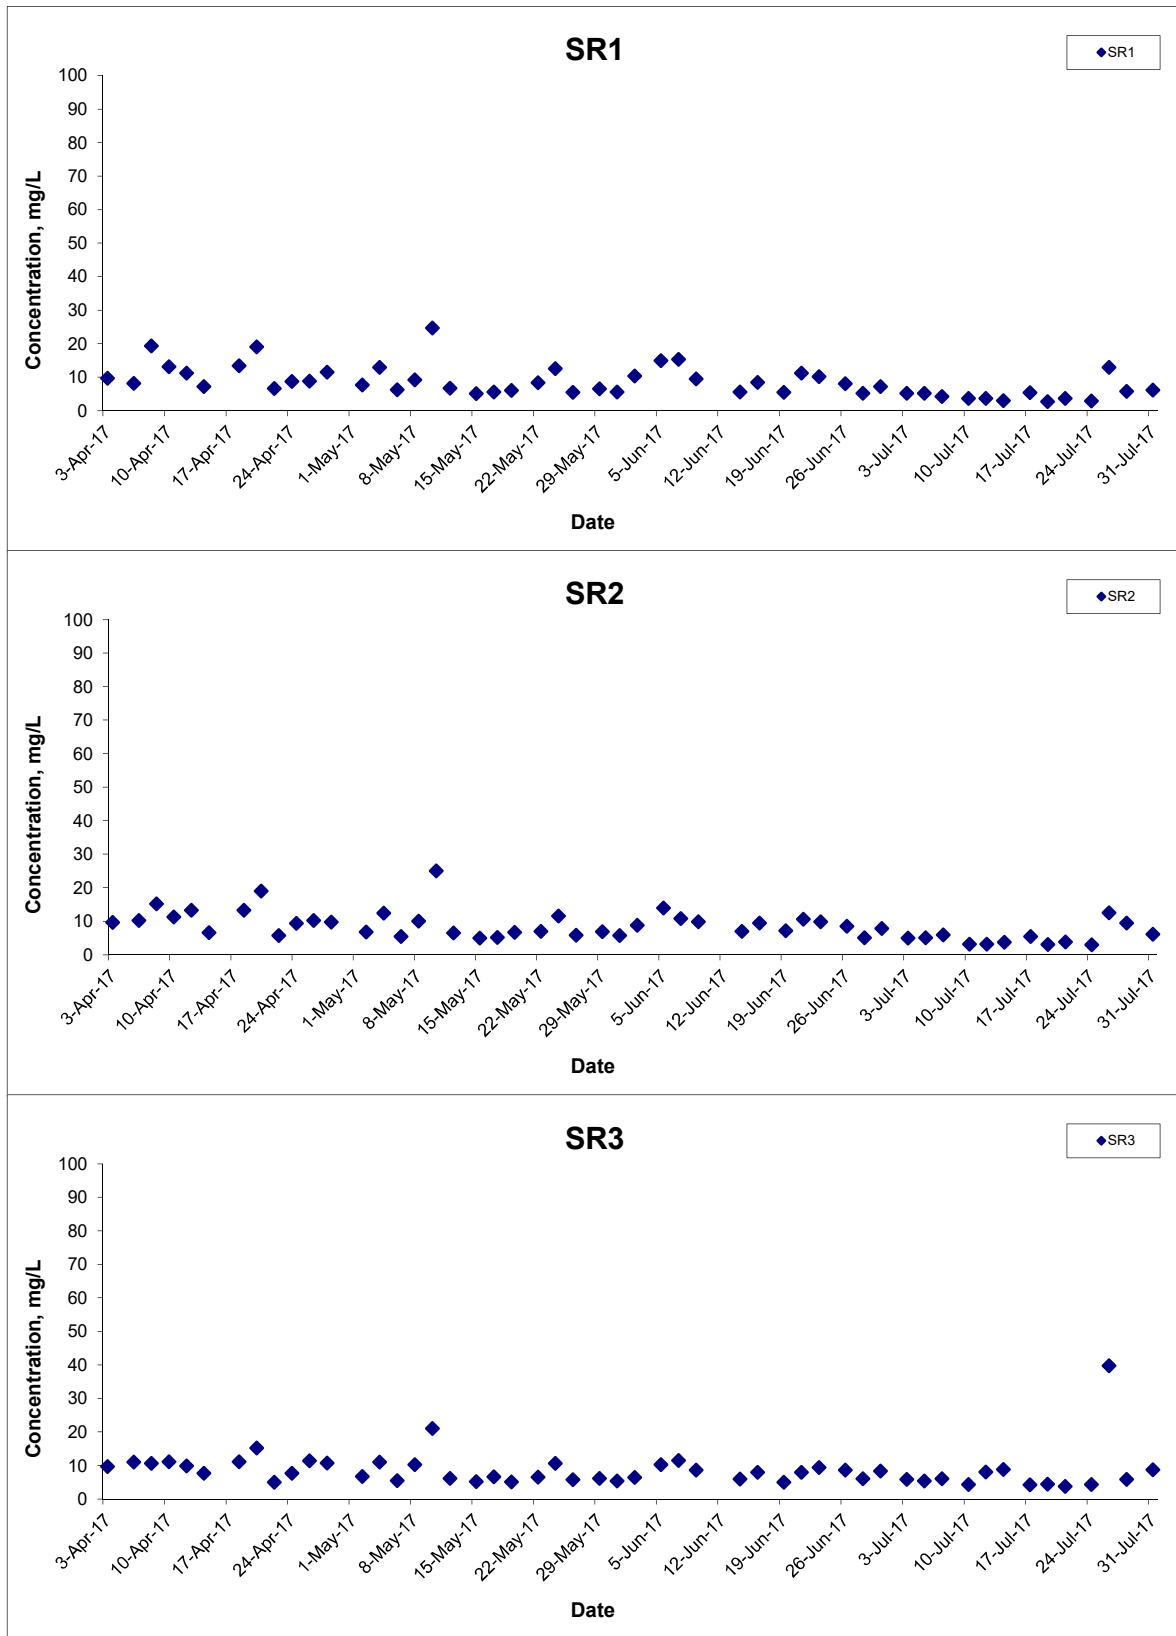 SR1
SR1
100
90
80
70
60
50
40
30
20
10
0
Concentration, mg/L
3-Apr-17
10-Apr-17
17-Apr-17
24-Apr-17
1-May-17
8-May-17
15-May-17
22-May-17
29-May-17
5-Jun-17
12-Jun-17
19-Jun-17
26-Jun-17
3-Jul-17
10-Jul-17
17-Jul-17
24-Jul-17
31-Jul-17
Date
SR2
SR2
100
90
80
70
60
50
40
30
20
10
0
Concentration, mg/L
3-Apr-17
10-Apr-17
17-Apr-17
24-Apr-17
1-May-17
8-May-17
15-May-17
22-May-17
29-May-17
5-Jun-17
12-Jun-17
19-Jun-17
26-Jun-17
3-Jul-17
10-Jul-17
17-Jul-17
24-Jul-17
31-Jul-17
Date
SR3
SR3
100
90
80
70
60
50
40
30
20
10
0
Concentration, mg/L
3-Apr-17
10-Apr-17
17-Apr-17
24-Apr-17
1-May-17
8-May-17
15-May-17
22-May-17
29-May-17
5-Jun-17
12-Jun-17
19-Jun-17
26-Jun-17
3-Jul-17
10-Jul-17
17-Jul-17
24-Jul-17
31-Jul-17
Date